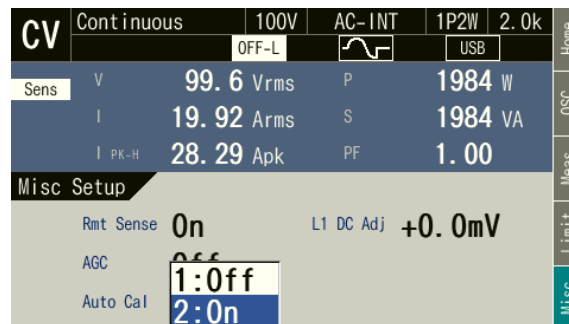 CV Continuous 100V AC-INT 1P2W 2.0k
OFF-L USB
Sens V 99.6 Vrms P 1984 W
I 19.92 Arms S 1984 VA
I PK-H 28.29 Apk PF 1.00
Misc Setup
Rmt Sense On L1 DC Adj +0.0mV
AGC Off
1:Off
Auto Cal 2:On
Home
OSC
Meas
Limit
Misc